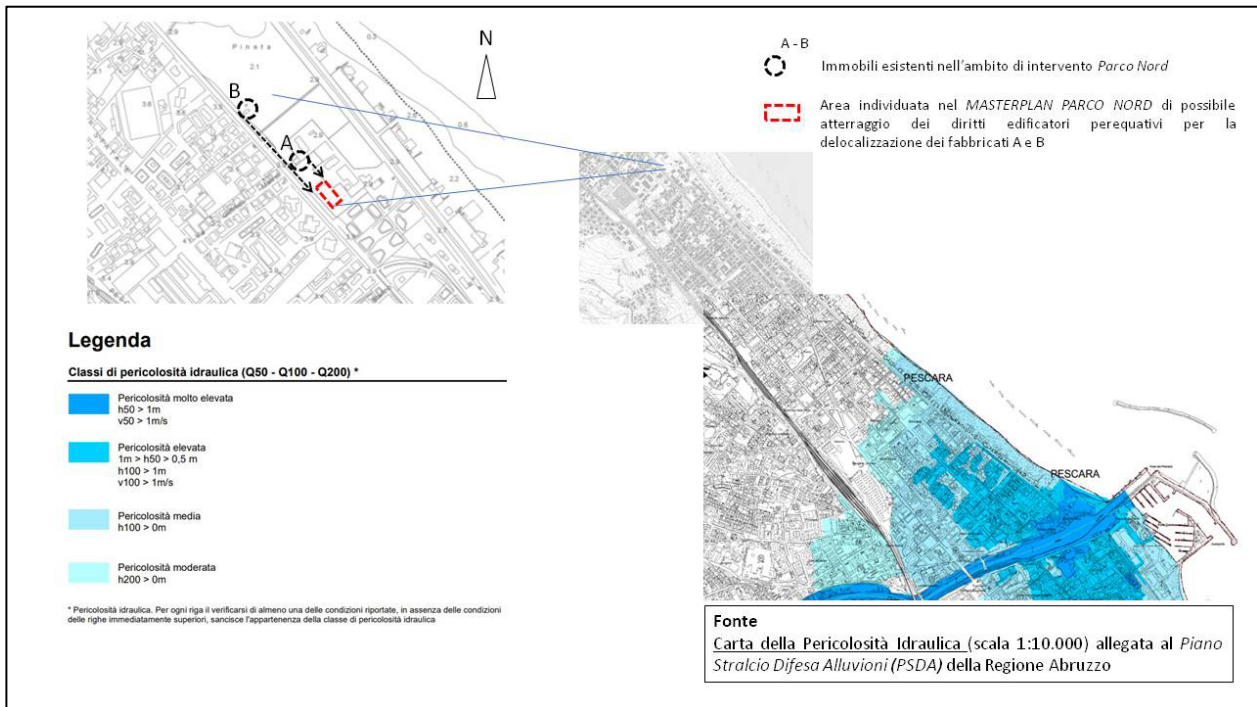 Pineta
2.1
N
B
A
A - B
Immobili esistenti nell'ambito di intervento Parco Nord
Area individuata nel MASTERPLAN PARCO NORD di possibile
atterraggio dei diritti edificatori perequativi per la
delocalizzazione dei fabbricati A e B
Legenda
Classi di pericolosità idraulica (Q50 - Q100 - Q200) *
Pericolosità molto elevata
h50 > 1m
v50 > 1m/s
Pericolosità elevata
1m > h50 > 0,5 m
h100 > 1m
v100 > 1m/s
Pericolosità media
h100 > 0m
Pericolosità moderata
h200 > 0m
* Pericolosità idraulica. Per ogni riga il verificarsi di almeno una delle condizioni riportate, in assenza delle condizioni
delle righe immediatamente superiori, sancisce l'appartenenza della classe di pericolosità idraulica
PESCARA
PESCARA
Fonte
Carta della Pericolosità Idraulica (scala 1:10.000) allegata al Piano
Stralcio Difesa Alluvioni (PSDA) della Regione Abruzzo